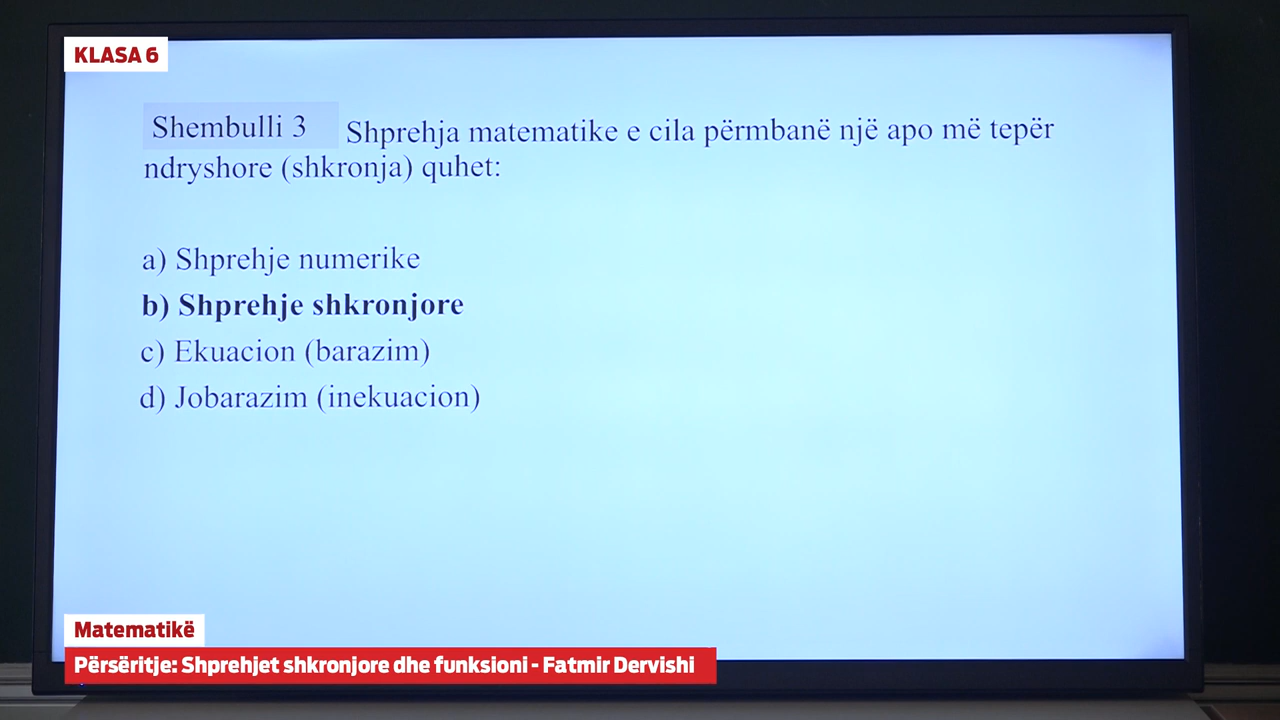 KLASA 6
Shembulli 3 Shprehja matematike e cila përmbanë një apo më tepër
ndryshore (shkronja) quhet:
a) Shprehje numerike
b) Shprehje shkronjore
c) Ekuacion (barazim)
d) Jobarazim (inekuacion)
Matematikë
Përsëritje: Shprehjet shkronjore dhe funksioni - Fatmir Dervishi